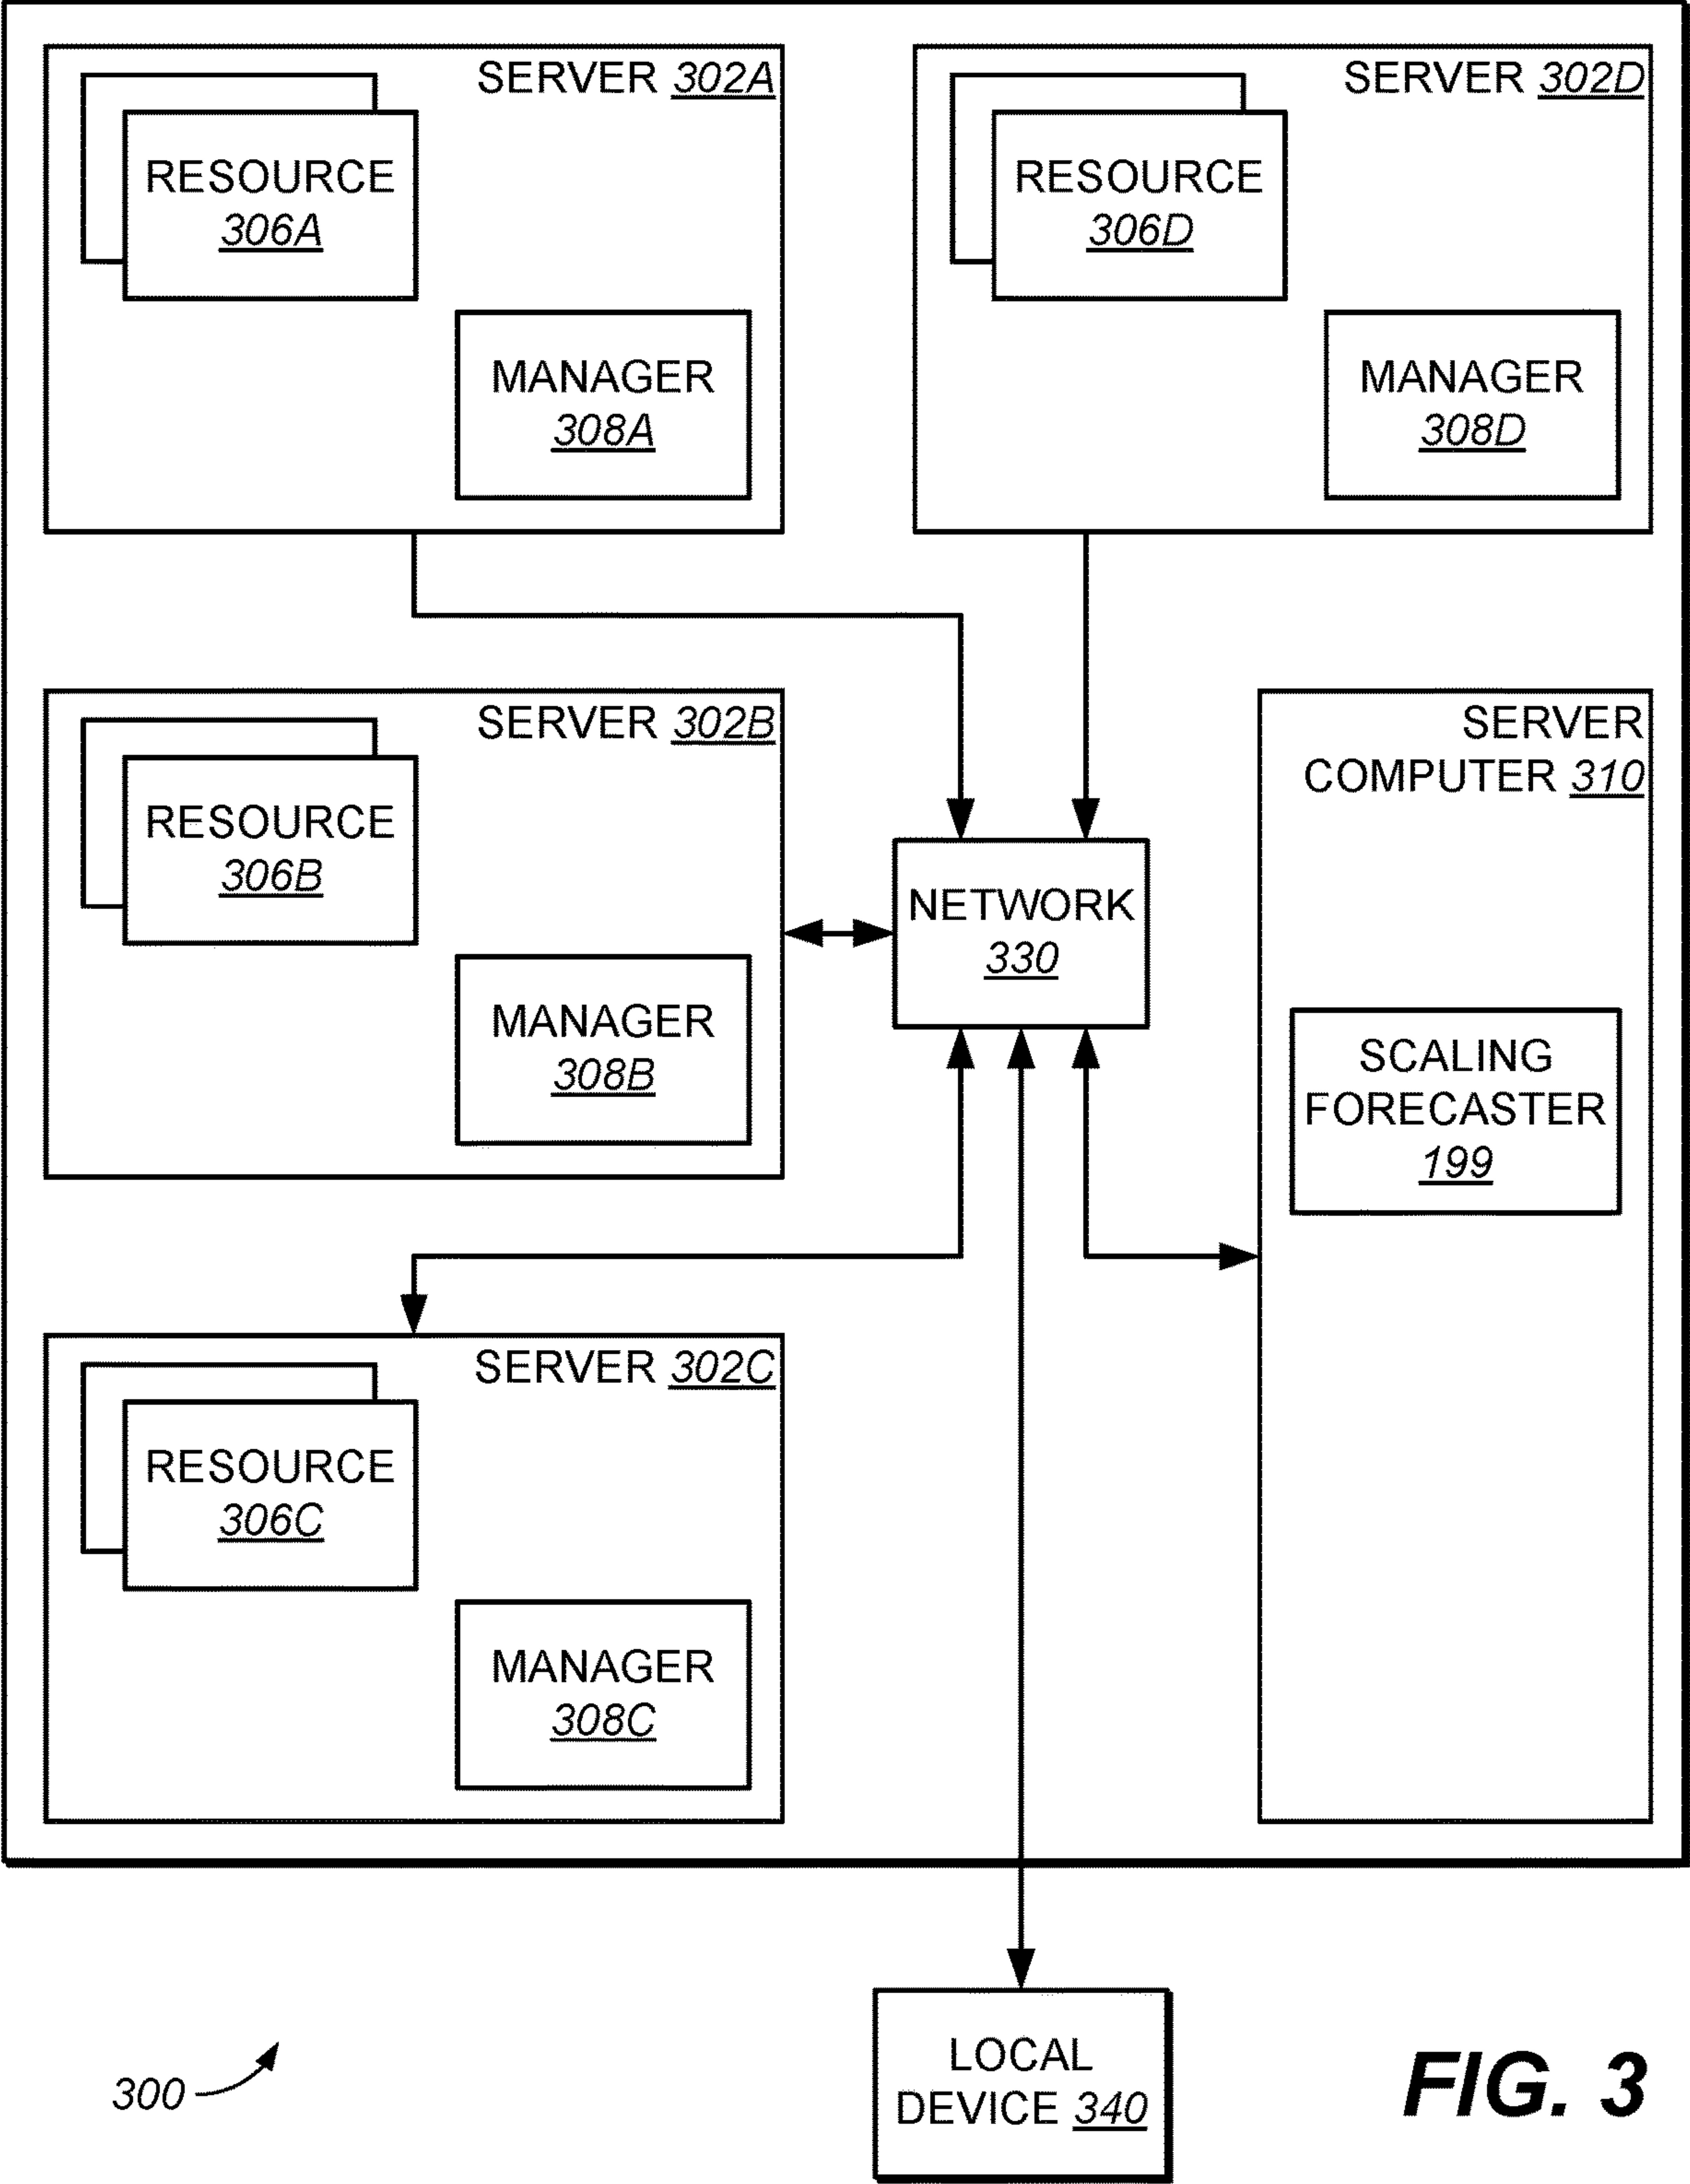 SERVER 302A
RESOURCE
306A
MANAGER
308A
SERVER 302D
RESOURCE
306D
MANAGER
308D
SERVER 302B
RESOURCE
306B
MANAGER
308B
NETWORK
330
SERVER
COMPUTER 310
SCALING
FORECASTER
199
SERVER 302C
RESOURCE
306C
MANAGER
308C
LOCAL
DEVICE 340
300
FIG. 3